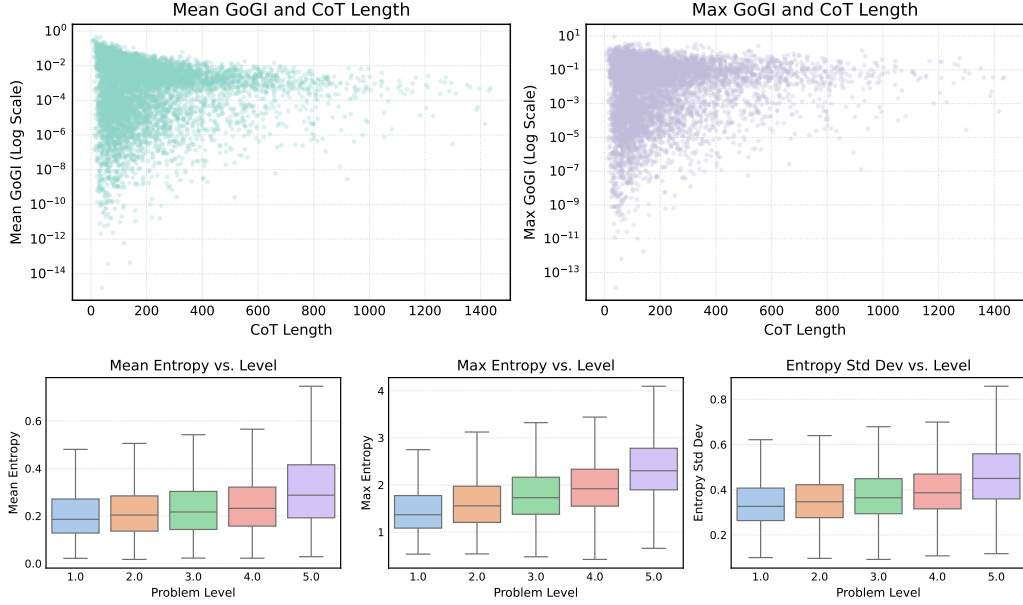 Mean GoGI and CoT Length
Mean GoGI (Log Scale)
10⁰
10⁻²
10⁻⁴
10⁻⁶
10⁻⁸
10⁻¹⁰
10⁻¹²
10⁻¹⁴
0 200 400 600 800 1000 1200 1400
CoT Length
Max GoGI and CoT Length
Max GoGI (Log Scale)
10¹
10⁻¹
10⁻³
10⁻⁵
10⁻⁷
10⁻⁹
10⁻¹¹
10⁻¹³
0 200 400 600 800 1000 1200 1400
CoT Length
Mean Entropy vs. Level
Mean Entropy
0.6
0.4
0.2
0.0
1.0 2.0 3.0 4.0 5.0
Problem Level
Max Entropy vs. Level
Max Entropy
4
3
2
1
1.0 2.0 3.0 4.0 5.0
Problem Level
Entropy Std Dev vs. Level
Entropy Std Dev
0.8
0.6
0.4
0.2
1.0 2.0 3.0 4.0 5.0
Problem Level